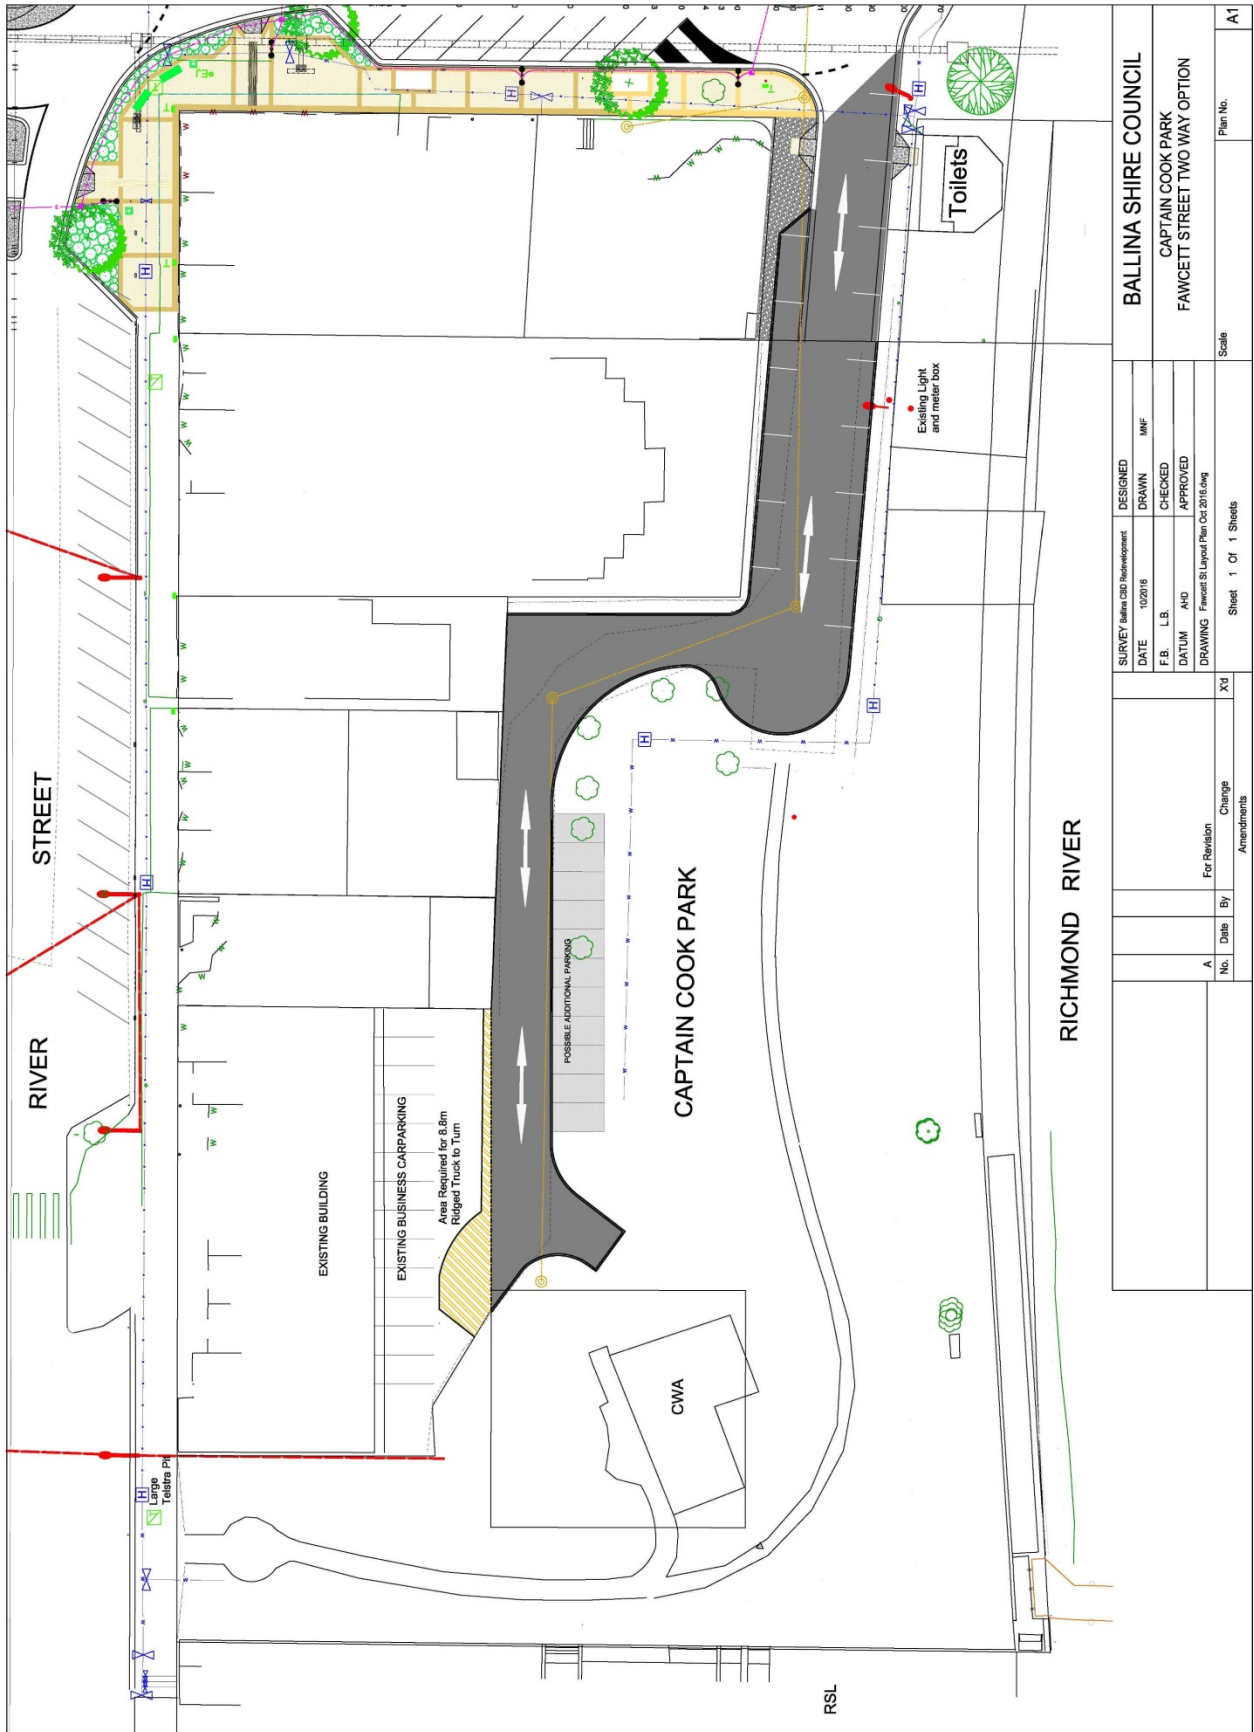 RIVER STREET
Large
Telstra Pit
EXISTING BUILDING
EXISTING BUSINESS CARPARKING
Area Required for 8.8m
Ridged Truck to Turn
POSSIBLE ADDITIONAL PARKING
CAPTAIN COOK PARK
CWA
RSL
Existing Light
and meter box
Toilets
RICHMOND RIVER
A For Revision
No. Date By Change X'd
Amendments
SURVEY Ballina CBD Redevelopment
DESIGNED
DATE 10/2016
DRAWN MNF
F.B. L.B.
CHECKED
DATUM AHD
APPROVED
DRAWING Fawcett St Layout Plan Oct 2016.dwg
Sheet 1 Of 1 Sheets
BALLINA SHIRE COUNCIL
CAPTAIN COOK PARK
FAWCETT STREET TWO WAY OPTION
Scale
Plan No.
A1